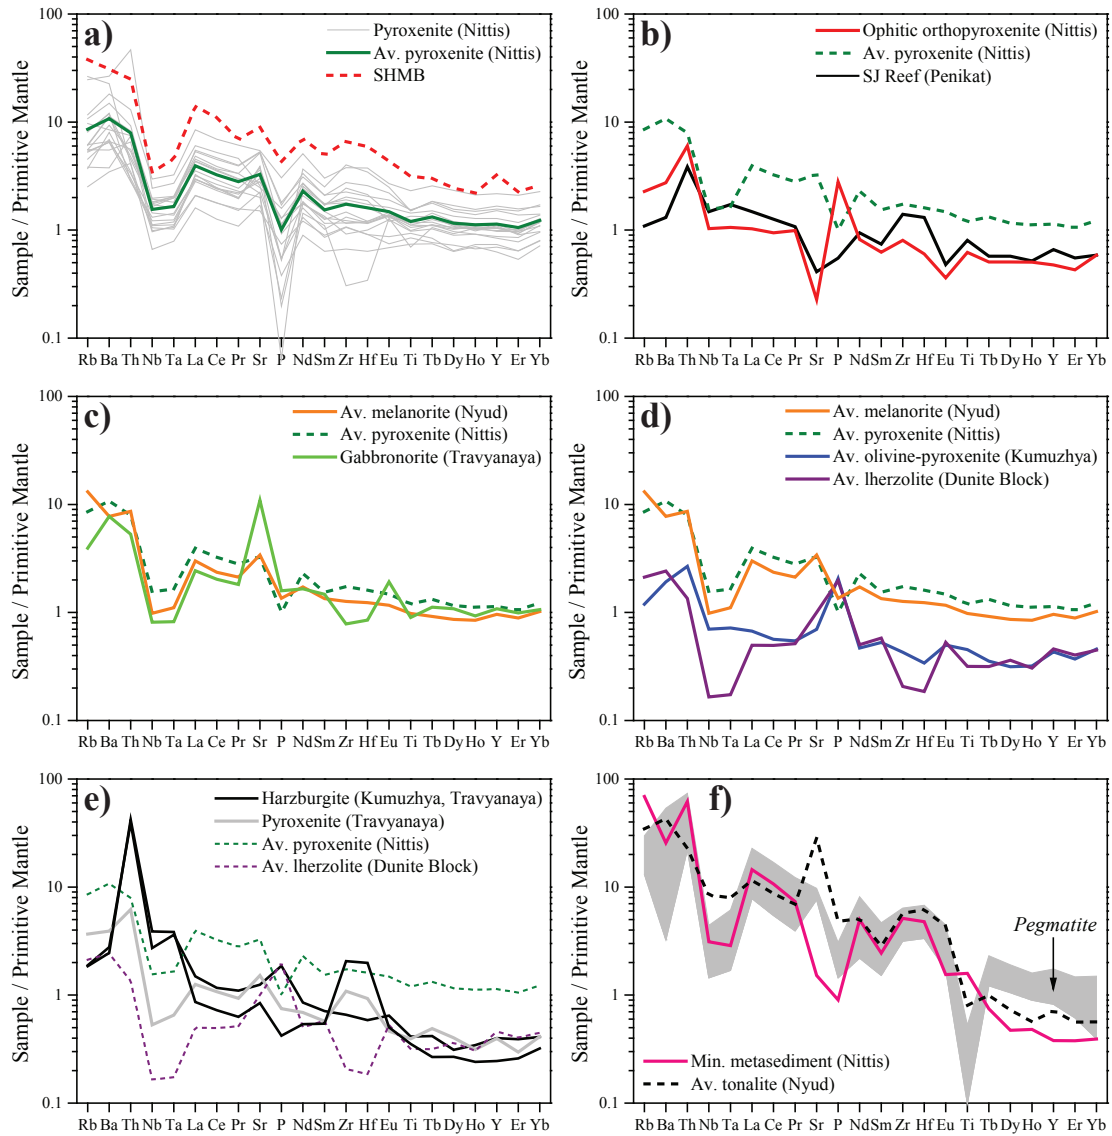 a)
Pyroxenite (Nittis)
Av. pyroxenite (Nittis)
SHMB
Sample / Primitive Mantle
100
10
1
0.1
Rb Ba Th Nb Ta La Ce Pr Sr P Nd Sm Zr Hf Eu Ti Tb Dy Ho Y Er Yb
b)
Ophitic orthopyroxenite (Nittis)
Av. pyroxenite (Nittis)
SJ Reef (Penikat)
Sample / Primitive Mantle
100
10
1
0.1
Rb Ba Th Nb Ta La Ce Pr Sr P Nd Sm Zr Hf Eu Ti Tb Dy Ho Y Er Yb
c)
Av. melanorite (Nyud)
Av. pyroxenite (Nittis)
Gabbronorite (Travyanaya)
Sample / Primitive Mantle
100
10
1
0.1
Rb Ba Th Nb Ta La Ce Pr Sr P Nd Sm Zr Hf Eu Ti Tb Dy Ho Y Er Yb
d)
Av. melanorite (Nyud)
Av. pyroxenite (Nittis)
Av. olivine-pyroxenite (Kumuzhya)
Av. lherzolite (Dunite Block)
Sample / Primitive Mantle
100
10
1
0.1
Rb Ba Th Nb Ta La Ce Pr Sr P Nd Sm Zr Hf Eu Ti Tb Dy Ho Y Er Yb
e)
Harzburgite (Kumuzhya, Travyanaya)
Pyroxenite (Travyanaya)
Av. pyroxenite (Nittis)
Av. lherzolite (Dunite Block)
Sample / Primitive Mantle
100
10
1
0.1
Rb Ba Th Nb Ta La Ce Pr Sr P Nd Sm Zr Hf Eu Ti Tb Dy Ho Y Er Yb
f)
Pegmatite
Min. metasediment (Nittis)
Av. tonalite (Nyud)
Sample / Primitive Mantle
100
10
1
0.1
Rb Ba Th Nb Ta La Ce Pr Sr P Nd Sm Zr Hf Eu Ti Tb Dy Ho Y Er Yb